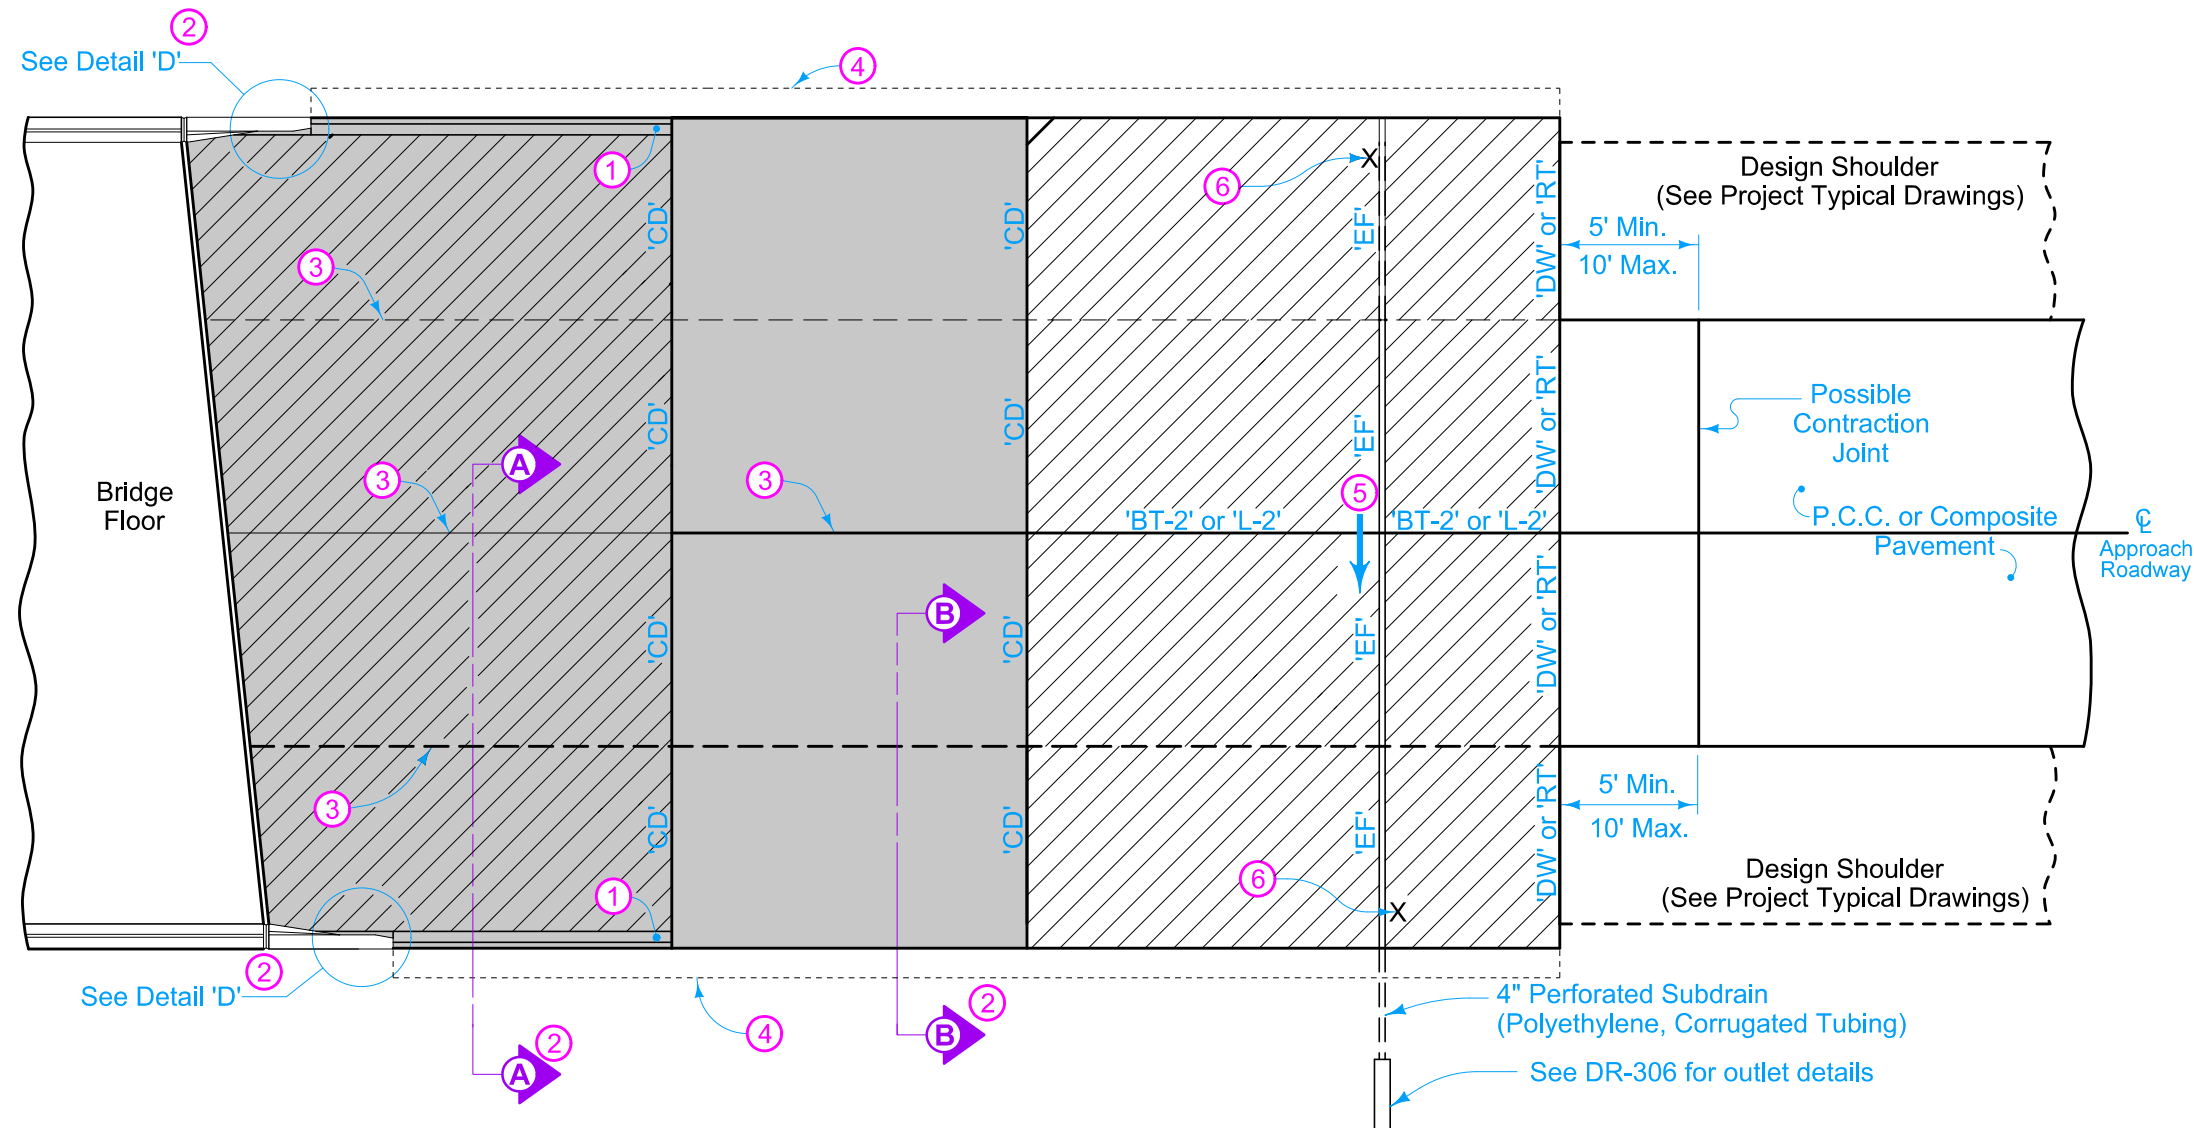 2
See Detail 'D'
4
1
6
3
'CD'
'CD'
'EF'
'DW' or 'RT'
5' Min.
10' Max.
Design Shoulder
(See Project Typical Drawings)
'CD'
'CD'
'EF'
'DW' or 'RT'
Possible
Contraction
Joint
A
3
3
5
Bridge
Floor
'BT-2' or 'L-2'
'BT-2' or 'L-2'
P.C.C. or Composite
Pavement
℄
Approach
Roadway
B
'CD'
'CD'
'EF'
'DW' or 'RT'
3
'CD'
'CD'
'EF'
'DW' or 'RT'
5' Min.
10' Max.
1
6
X
X
Design Shoulder
(See Project Typical Drawings)
2
See Detail 'D'
4
B
2
A
2
4" Perforated Subdrain
(Polyethylene, Corrugated Tubing)
See DR-306 for outlet details